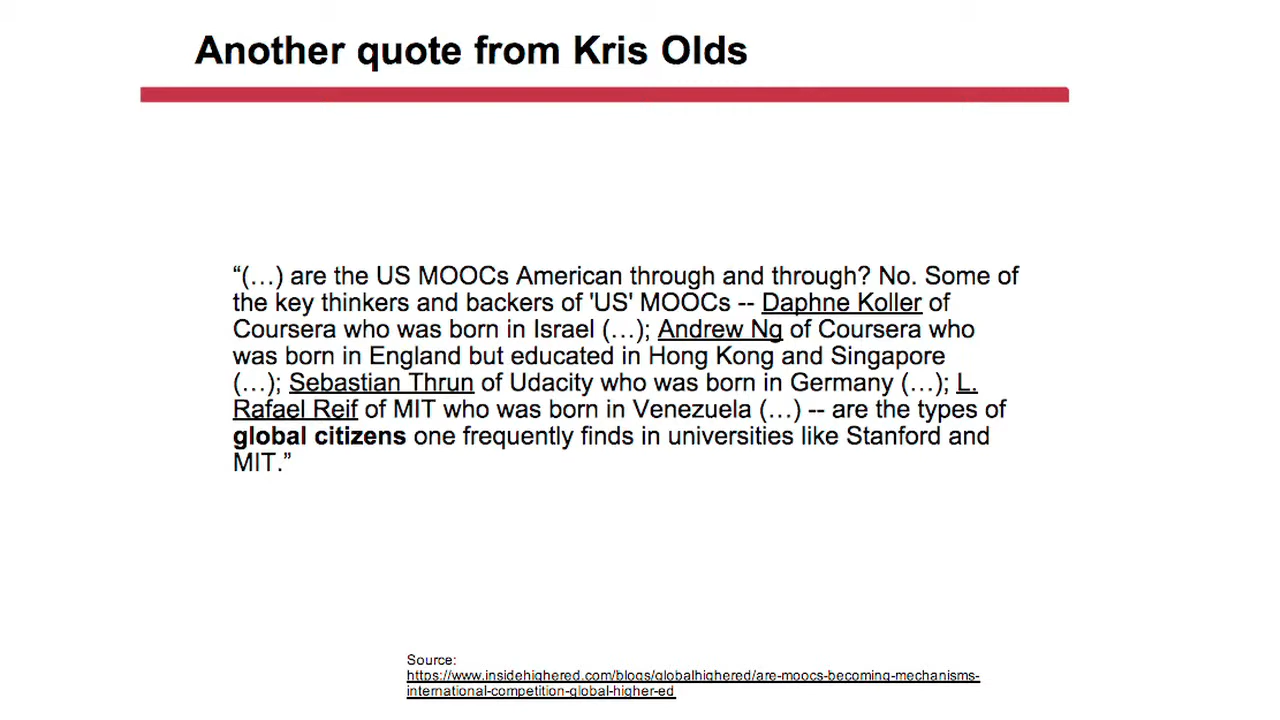 Another quote from Kris Olds
“(…) are the US MOOCs American through and through? No. Some of
the key thinkers and backers of 'US' MOOCs -- Daphne Koller of
Coursera who was born in Israel (…); Andrew Ng of Coursera who
was born in England but educated in Hong Kong and Singapore
(…); Sebastian Thrun of Udacity who was born in Germany (…); L.
Rafael Reif of MIT who was born in Venezuela (…) -- are the types of
global citizens one frequently finds in universities like Stanford and
MIT.”
Source:
https://www.insidehighered.com/blogs/globalhighered/are-moocs-becoming-mechanisms-
international-competition-global-higher-ed